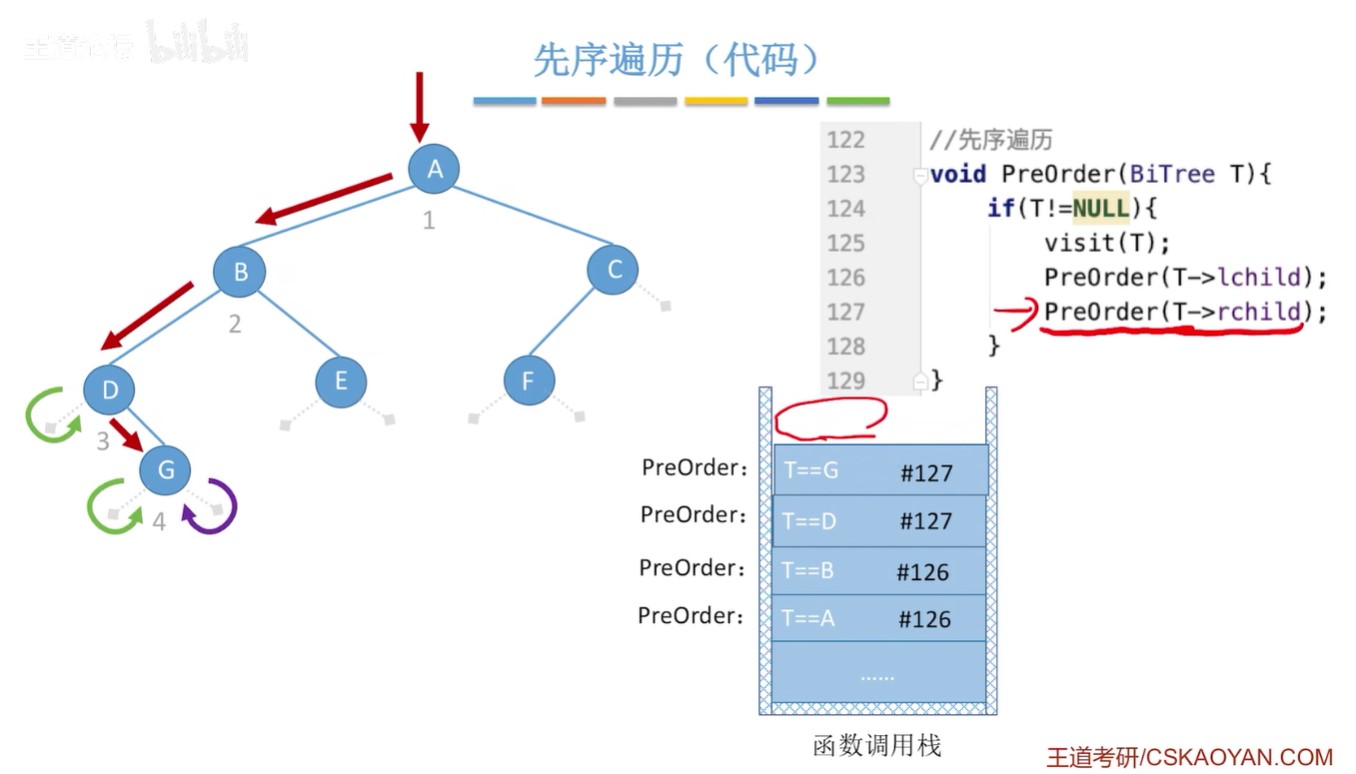 王道论坛 bilibili
先序遍历（代码）
A
1
B
2
C
D
3
E
F
G
4
122 //先序遍历
123 void PreOrder(BiTree T){
124 if(T!=NULL){
125 visit(T);
126 PreOrder(T->lchild);
127 PreOrder(T->rchild);
128 }
129 }
PreOrder： T==G #127
PreOrder： T==D #127
PreOrder： T==B #126
PreOrder： T==A #126
......
函数调用栈
王道考研/CSKAOYAN.COM